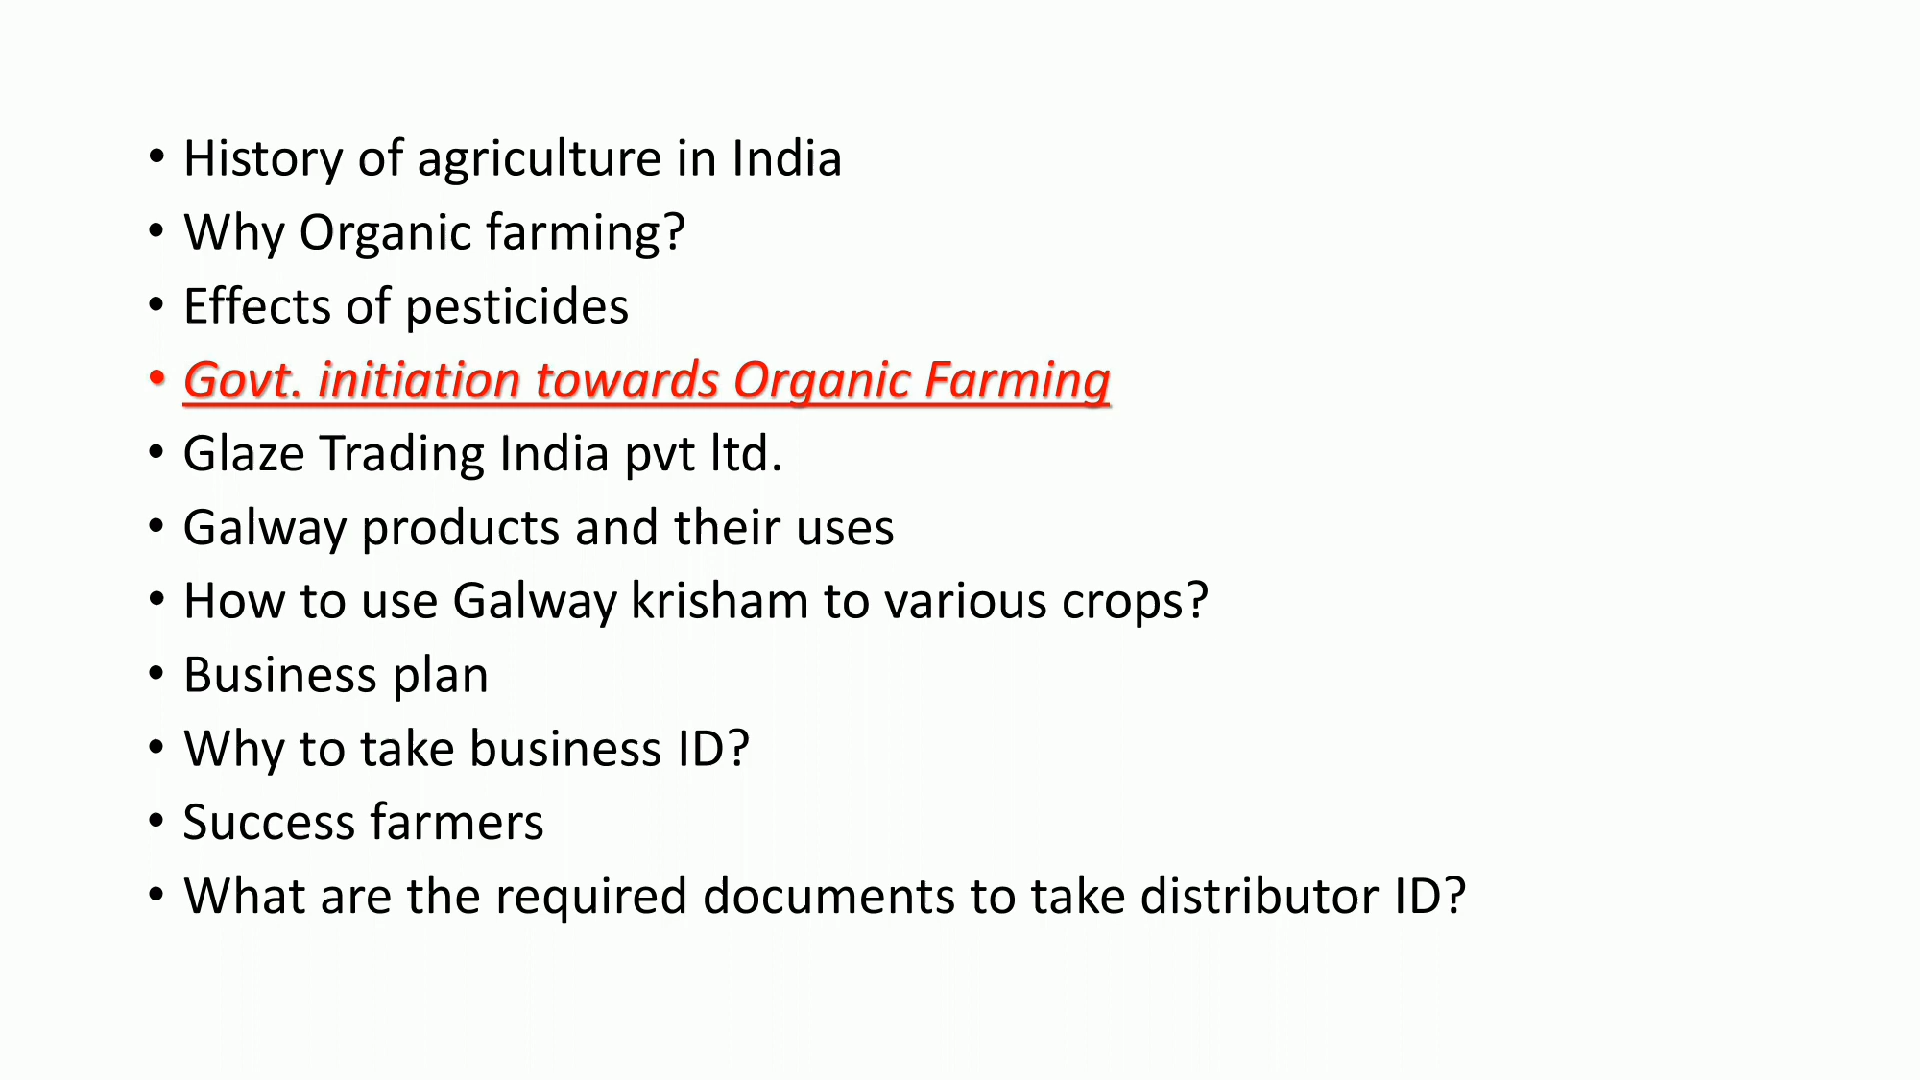 • History of agriculture in India
• Why Organic farming?
• Effects of pesticides
• Govt. initiation towards Organic Farming
• Glaze Trading India pvt ltd.
• Galway products and their uses
• How to use Galway krisham to various crops?
• Business plan
• Why to take business ID?
• Success farmers
• What are the required documents to take distributor ID?